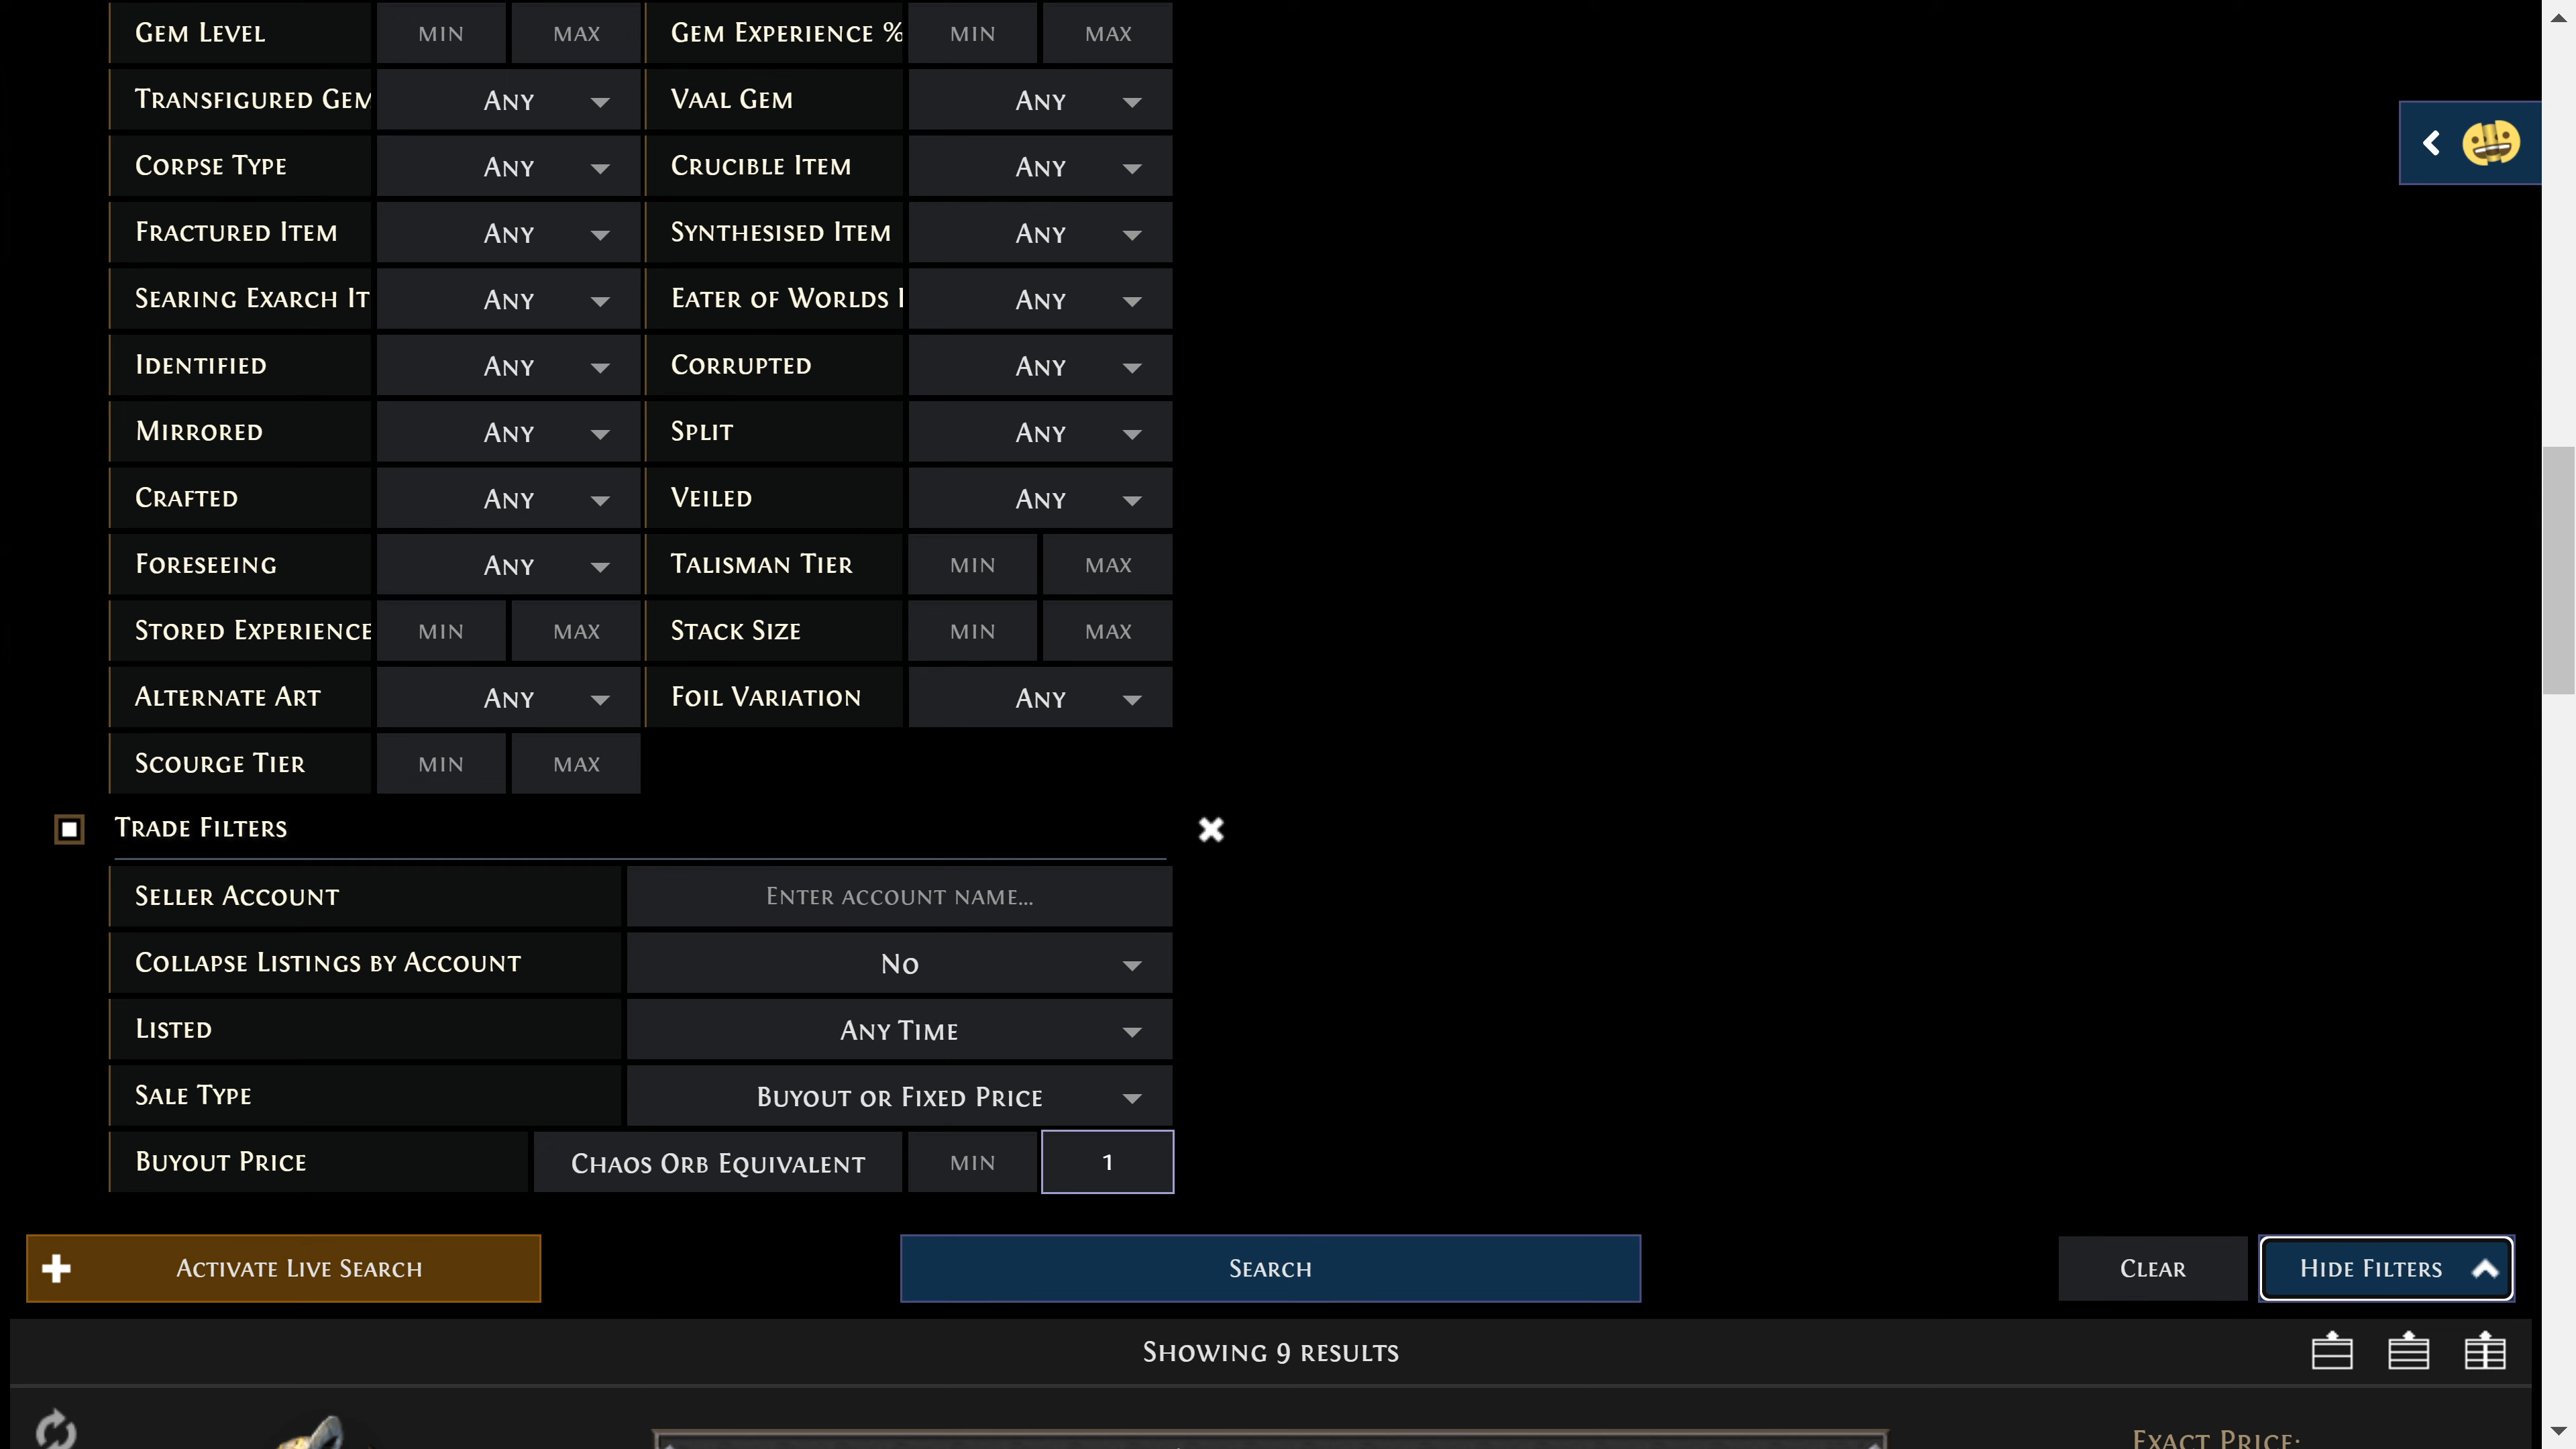 Gem Level MIN MAX Gem Experience % MIN MAX
Transfigured Gem Any Vaal Gem Any
Corpse Type Any Crucible Item Any
Fractured Item Any Synthesised Item Any
Searing Exarch It Any Eater of Worlds I Any
Identified Any Corrupted Any
Mirrored Any Split Any
Crafted Any Veiled Any
Foreseeing Any Talisman Tier MIN MAX
Stored Experience MIN MAX Stack Size MIN MAX
Alternate Art Any Foil Variation Any
Scourge Tier MIN MAX
Trade Filters
Seller Account Enter account name...
Collapse Listings by Account No
Listed Any Time
Sale Type Buyout or Fixed Price
Buyout Price Chaos Orb Equivalent MIN 1
Activate Live Search Search Clear Hide Filters
Showing 9 results
Exact Price: